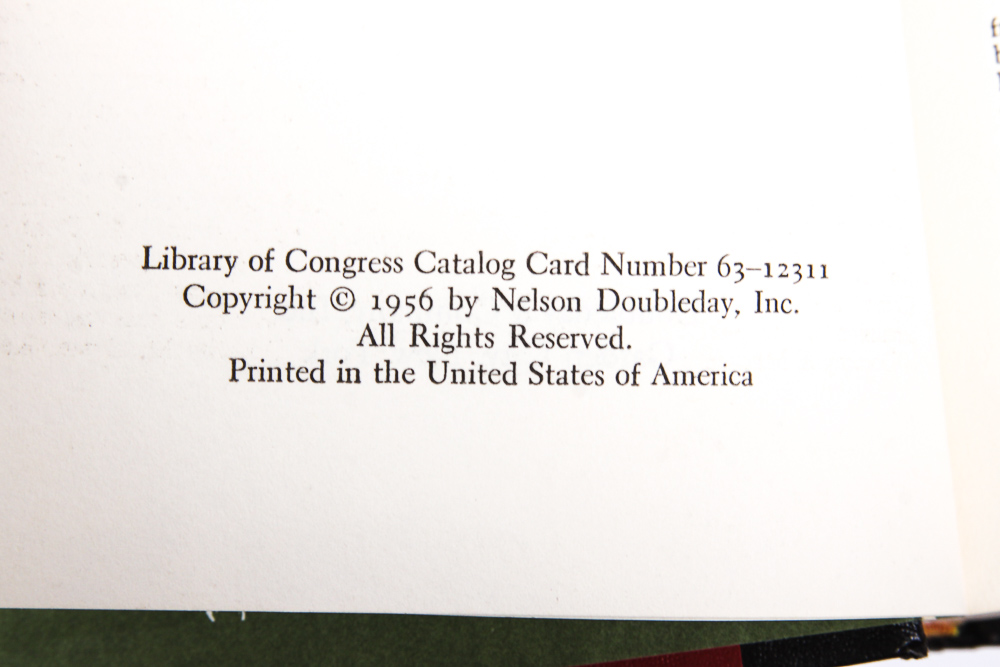 Library of Congress Catalog Card Number 63–12311
Copyright © 1956 by Nelson Doubleday, Inc.
All Rights Reserved.
Printed in the United States of America